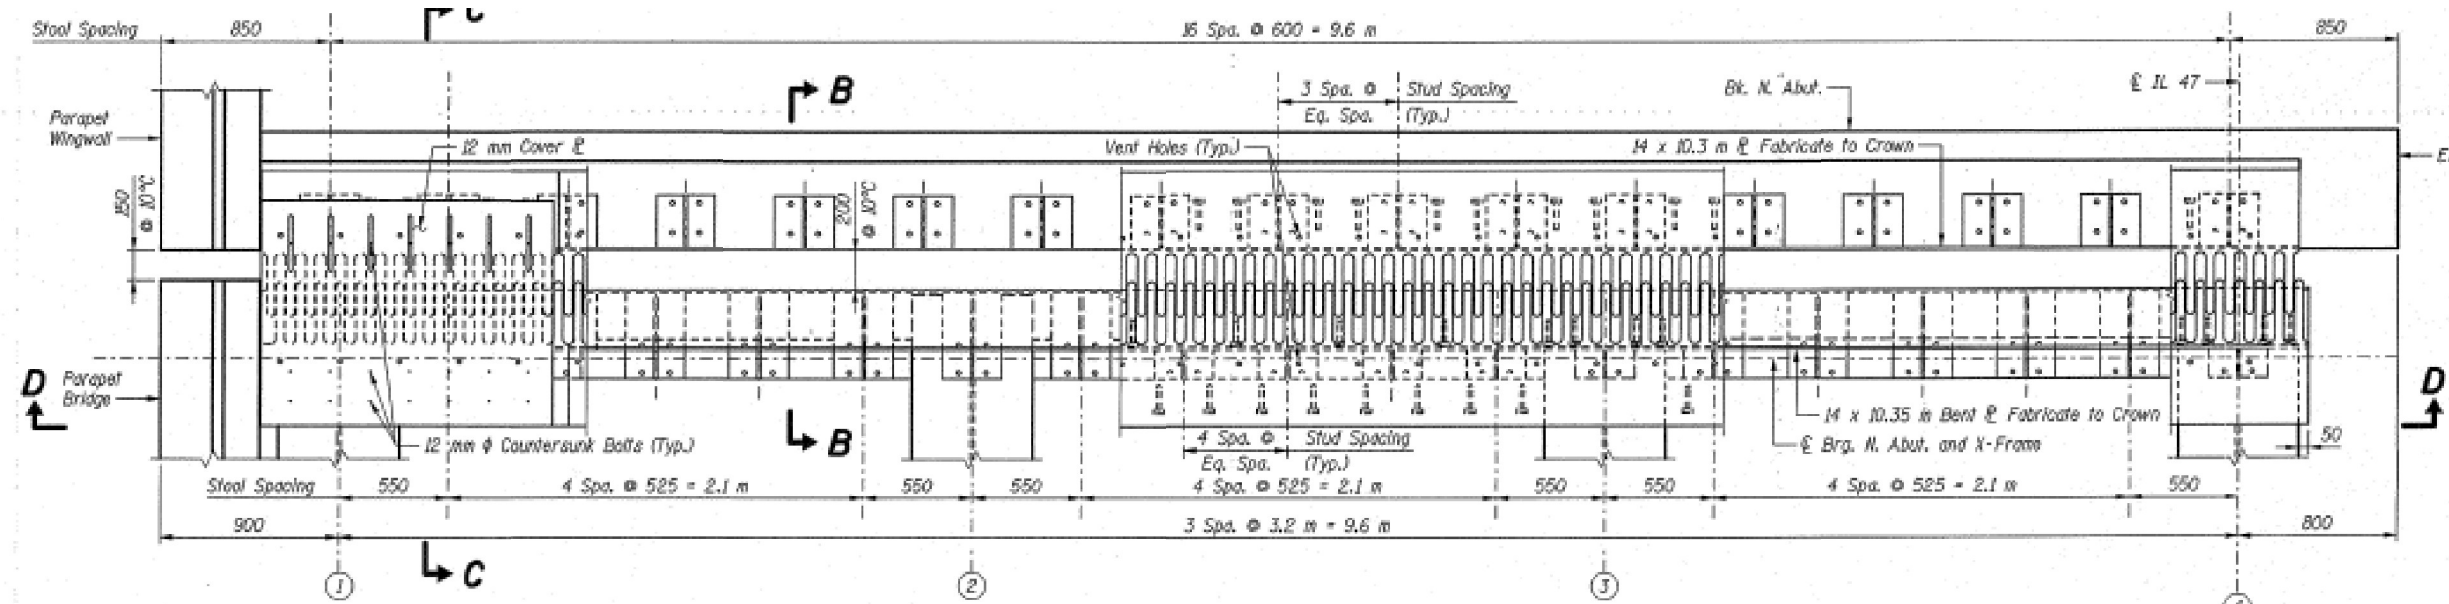 C
Stool Spacing
850
16 Spa. @ 600 = 9.6 m
850
B
3 Spa. @
Eq. Spa.
Stud Spacing
(Typ.)
Bk. N. Abut.
℄ IL 47
Parapet
Wingwall
12 mm Cover ℙ
Vent Holes (Typ.)
14 x 10.3 m ℙ Fabricate to Crown
150
@ 10°C
200
@ 10°C
D
Parapet
Bridge
D
14 x 10.35 m Bent ℙ Fabricate to Crown
12 mm ϕ Countersunk Bolts (Typ.)
B
4 Spa. @
Eq. Spa.
Stud Spacing
(Typ.)
℄ Brg. N. Abut. and X-Frame
50
Stool Spacing
550
4 Spa. @ 525 = 2.1 m
550
550
4 Spa. @ 525 = 2.1 m
550
550
4 Spa. @ 525 = 2.1 m
550
900
3 Spa. @ 3.2 m = 9.6 m
800
C
1
2
3